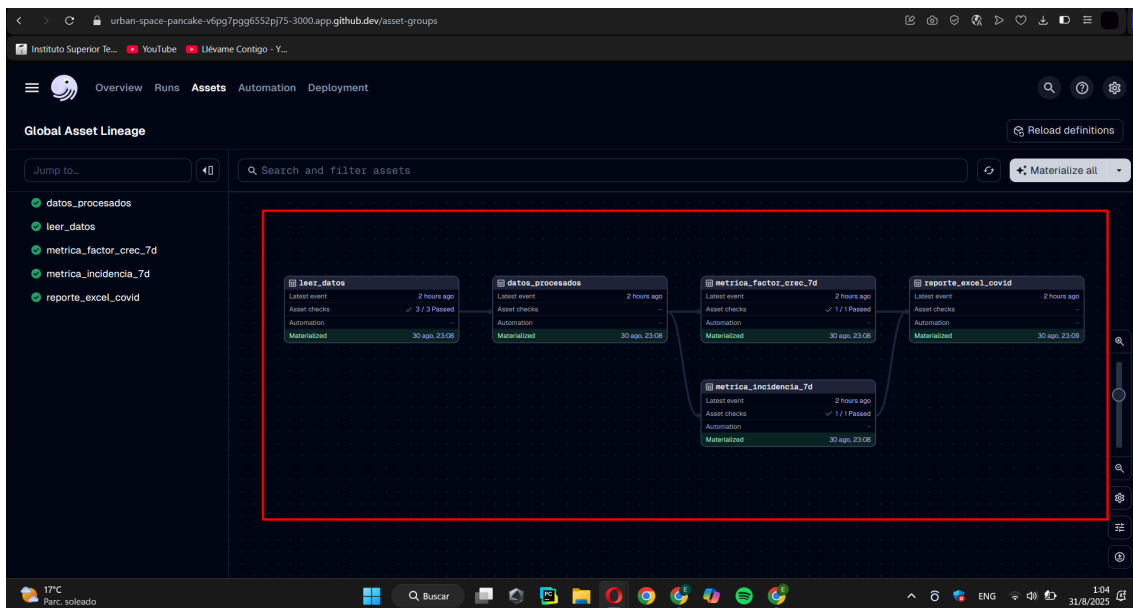 urban-space-pancake-v6pg7pgg6552pj75-3000.app.github.dev/asset-groups
Instituto Superior Te...
YouTube
Llévame Contigo - Y...
Overview Runs Assets Automation Deployment
Global Asset Lineage
Reload definitions
Jump to...
Search and filter assets
Materialize all
datos_procesados
leer_datos
metrica_factor_crec_7d
metrica_incidencia_7d
reporte_excel_covid
leer_datos
Latest event 2 hours ago
Asset checks 3 / 3 Passed
Automation –
Materialized 30 ago, 23:08
datos_procesados
Latest event 2 hours ago
Asset checks –
Automation –
Materialized 30 ago, 23:08
metrica_factor_crec_7d
Latest event 2 hours ago
Asset checks 1 / 1 Passed
Automation –
Materialized 30 ago, 23:08
reporte_excel_covid
Latest event 2 hours ago
Asset checks –
Automation –
Materialized 30 ago, 23:09
metrica_incidencia_7d
Latest event 2 hours ago
Asset checks 1 / 1 Passed
Automation –
Materialized 30 ago, 23:08
17°C
Parc. soleado
Buscar
ENG
1:04
31/8/2025